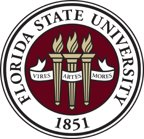 FLORIDA STATE UNIVERSITY
VIRES ARTES MORES
1851